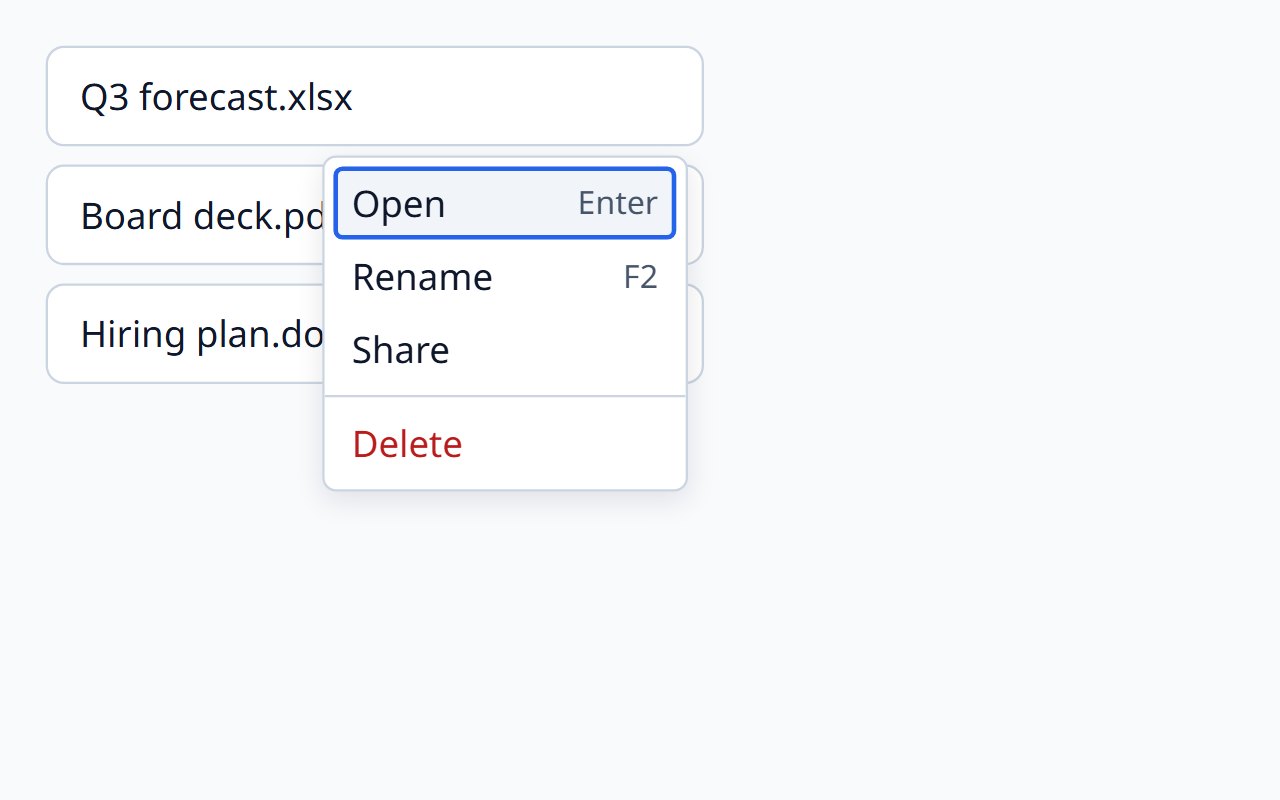 Q3 forecast.xlsx
Board deck.pd
Open Enter
Rename F2
Hiring plan.do
Share
Delete